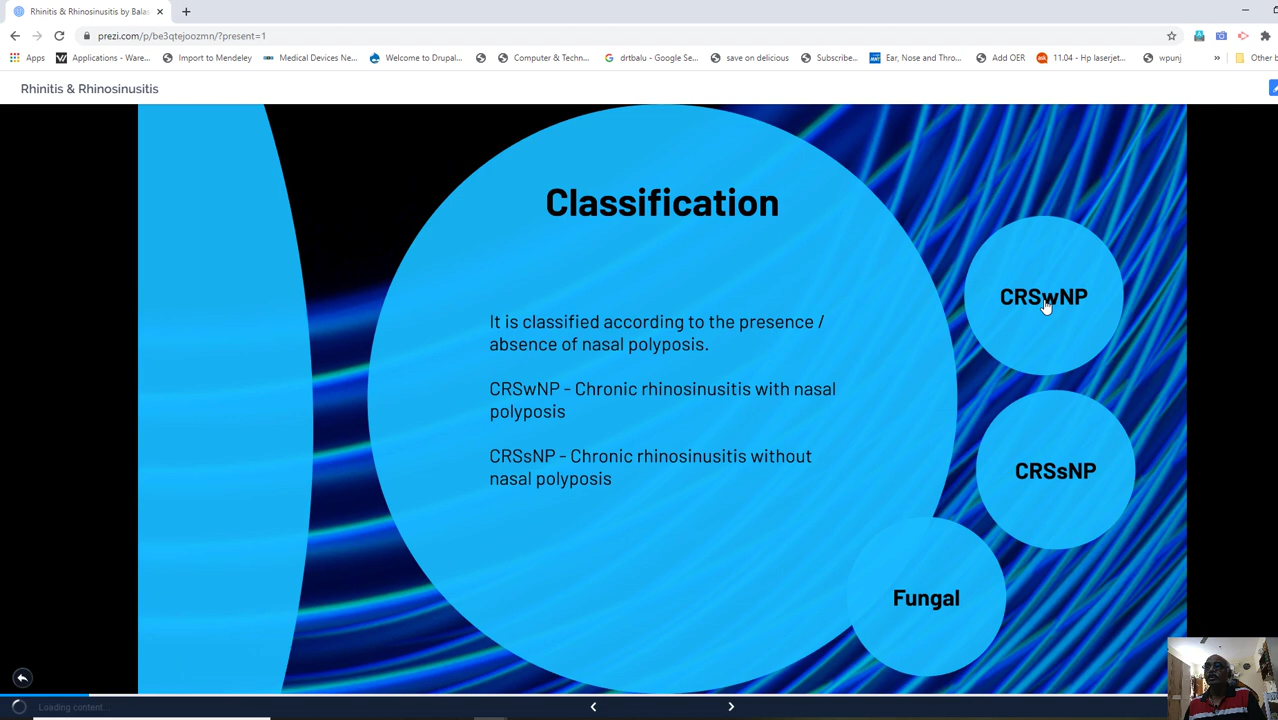 Rhinitis & Rhinosinusitis by Balas
prezi.com/p/be3qtejoozmn/?present=1
Apps
Applications - Ware...
Import to Mendeley
Medical Devices Ne...
Welcome to Drupal...
Computer & Techn...
drtbalu - Google Se...
save on delicious
Subscribe...
Ear, Nose and Thro...
Add OER
11.04 - Hp laserjet...
wpunj
»
Other b
Rhinitis & Rhinosinusitis
Classification
It is classified according to the presence /
absence of nasal polyposis.
CRSwNP - Chronic rhinosinusitis with nasal
polyposis
CRSsNP - Chronic rhinosinusitis without
nasal polyposis
CRSwNP
CRSsNP
Fungal
Loading content...